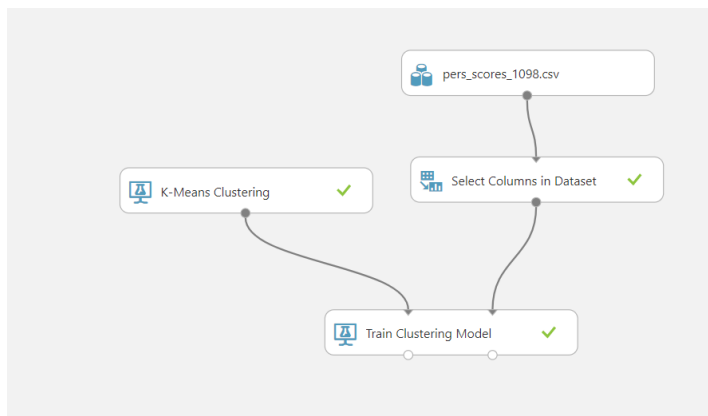 pers_scores_1098.csv
Select Columns in Dataset
K-Means Clustering
Train Clustering Model